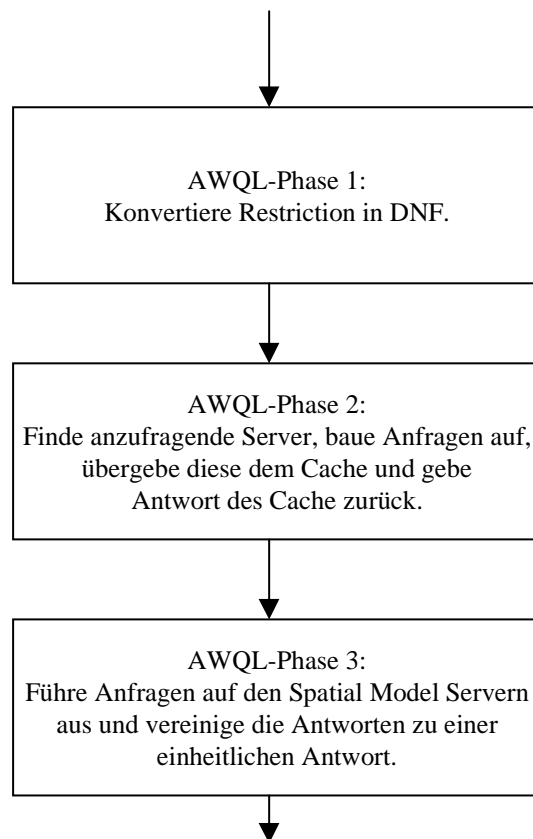 AWQL-Phase 1:
Konvertiere Restriction in DNF.
AWQL-Phase 2:
Finde anzufragende Server, baue Anfragen auf,
übergebe diese dem Cache und gebe
Antwort des Cache zurück.
AWQL-Phase 3:
Führe Anfragen auf den Spatial Model Servern
aus und vereinige die Antworten zu einer
einheitlichen Antwort.